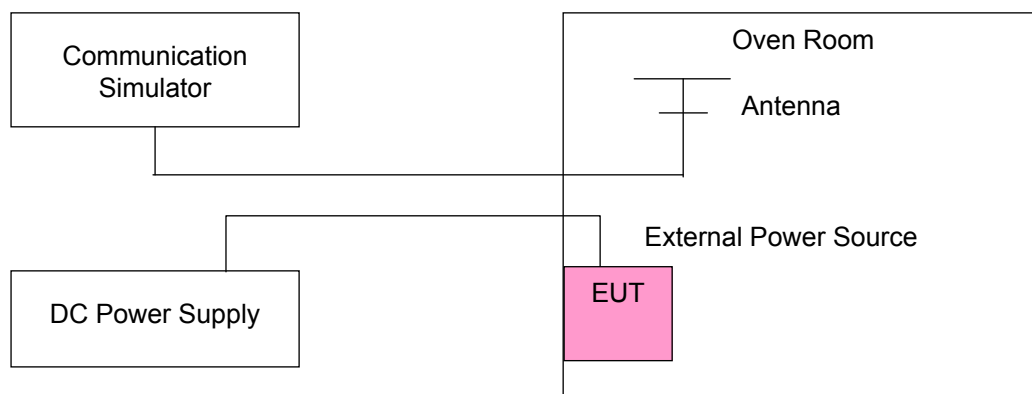 Communication
Simulator
Oven Room
Antenna
External Power Source
EUT
DC Power Supply